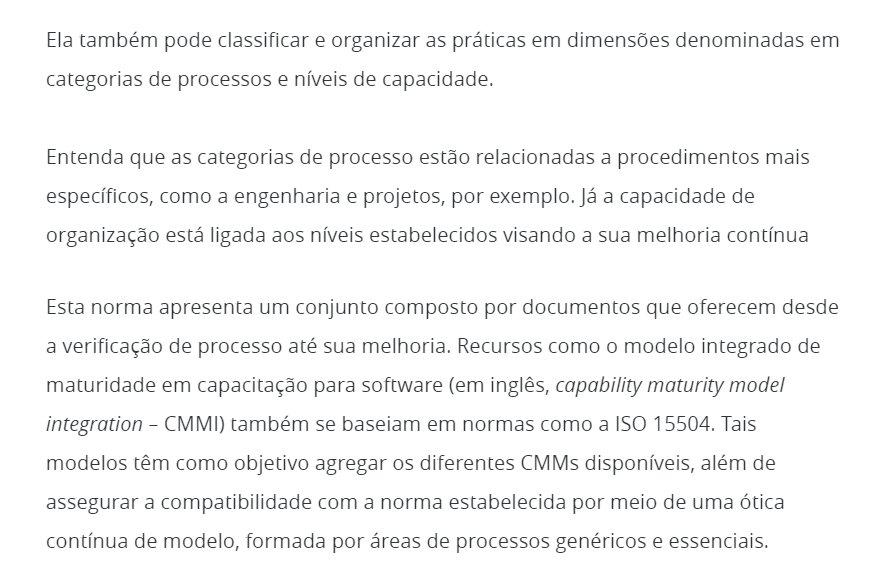 Ela também pode classificar e organizar as práticas em dimensões denominadas em
categorias de processos e níveis de capacidade.
Entenda que as categorias de processo estão relacionadas a procedimentos mais
específicos, como a engenharia e projetos, por exemplo. Já a capacidade de
organização está ligada aos níveis estabelecidos visando a sua melhoria contínua
Esta norma apresenta um conjunto composto por documentos que oferecem desde
a verificação de processo até sua melhoria. Recursos como o modelo integrado de
maturidade em capacitação para software (em inglês, capability maturity model
integration – CMMI) também se baseiam em normas como a ISO 15504. Tais
modelos têm como objetivo agregar os diferentes CMMs disponíveis, além de
assegurar a compatibilidade com a norma estabelecida por meio de uma ótica
contínua de modelo, formada por áreas de processos genéricos e essenciais.